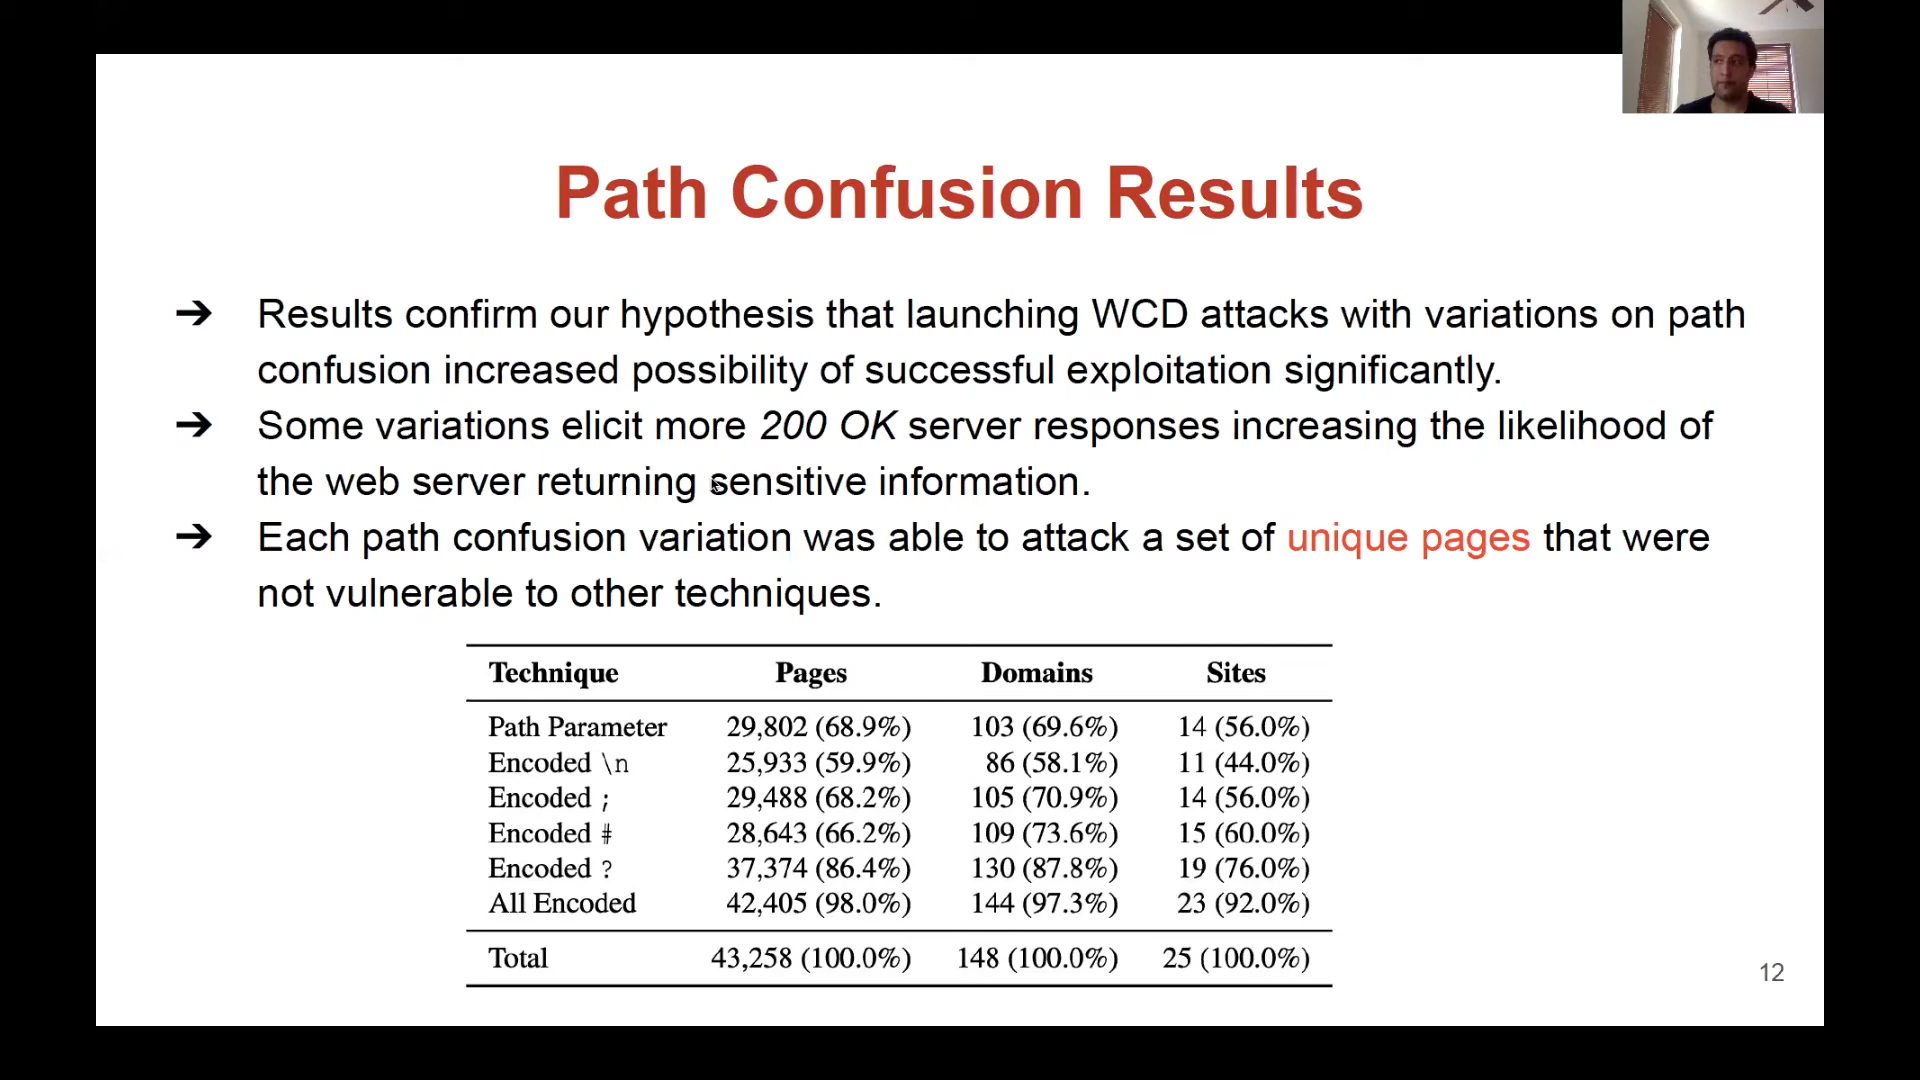 Path Confusion Results
➔ Results confirm our hypothesis that launching WCD attacks with variations on path
confusion increased possibility of successful exploitation significantly.
➔ Some variations elicit more 200 OK server responses increasing the likelihood of
the web server returning sensitive information.
➔ Each path confusion variation was able to attack a set of unique pages that were
not vulnerable to other techniques.
Technique Pages Domains Sites
Path Parameter 29,802 (68.9%) 103 (69.6%) 14 (56.0%)
Encoded \n 25,933 (59.9%) 86 (58.1%) 11 (44.0%)
Encoded ; 29,488 (68.2%) 105 (70.9%) 14 (56.0%)
Encoded # 28,643 (66.2%) 109 (73.6%) 15 (60.0%)
Encoded ? 37,374 (86.4%) 130 (87.8%) 19 (76.0%)
All Encoded 42,405 (98.0%) 144 (97.3%) 23 (92.0%)
Total 43,258 (100.0%) 148 (100.0%) 25 (100.0%)
12